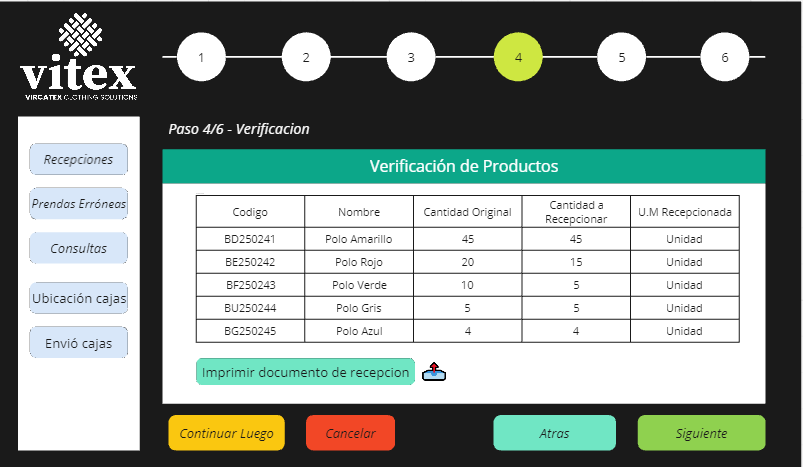 vitex
VIRCATEX CLOTHING SOLUTIONS
1 2 3 4 5 6
Paso 4/6 - Verificacion
Recepciones
Prendas Erróneas
Consultas
Ubicación cajas
Envió cajas
Verificación de Productos
Codigo Nombre Cantidad Original Cantidad a Recepcionar U.M Recepcionada
BD250241 Polo Amarillo 45 45 Unidad
BE250242 Polo Rojo 20 15 Unidad
BF250243 Polo Verde 10 5 Unidad
BU250244 Polo Gris 5 5 Unidad
BG250245 Polo Azul 4 4 Unidad
Imprimir documento de recepcion
Continuar Luego Cancelar Atras Siguiente